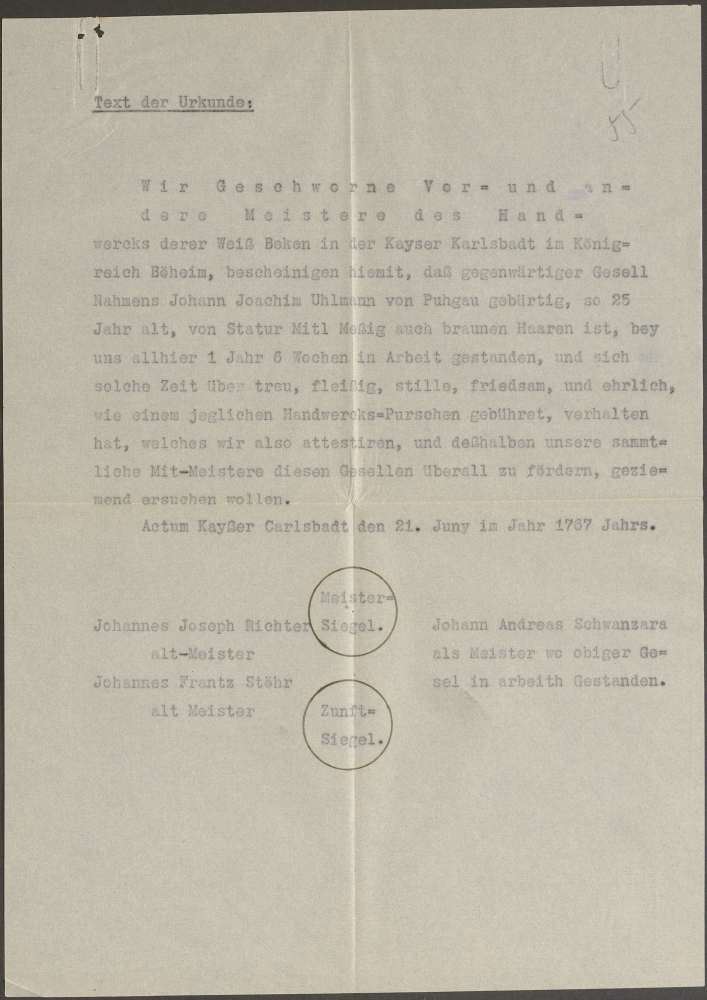 55
Text der Urkunde:
Wir Geschworne Vor= und an=
dere Meistere des Hand=
wercks derer Weiß Beken in der Kayser Karlsbadt im König=
reich Böheim, bescheinigen hiemit, daß gegenwärtiger Gesell
Nahmens Johann Joachim Uhlmann von Puhgau gebürtig, so 25
Jahr alt, von Statur Mitl Meßig auch braunen Haaren ist, bey
uns allhier 1 Jahr 6 Wochen in Arbeit gestanden, und sich
solche Zeit über treu, fleißig, stille, friedsam, und ehrlich,
wie einem jeglichen Handwercks=Purschen gebühret, verhalten
hat, welches wir also attestiren, und deßhalben unsere sammt=
liche Mit-Meistere diesen Gesellen überall zu fördern, gezie=
mend ersuchen wollen.
Actum Kayßer Carlsbadt den 21. Juny im Jahr 1767 Jahrs.
Meister=
Johannes Joseph Richter Siegel. Johann Andreas Schwanzara
alt-Meister als Meister wo obiger Ge=
Johannes Frantz Stöhr sel in arbeith Gestanden.
alt Meister Zunft=
Siegel.